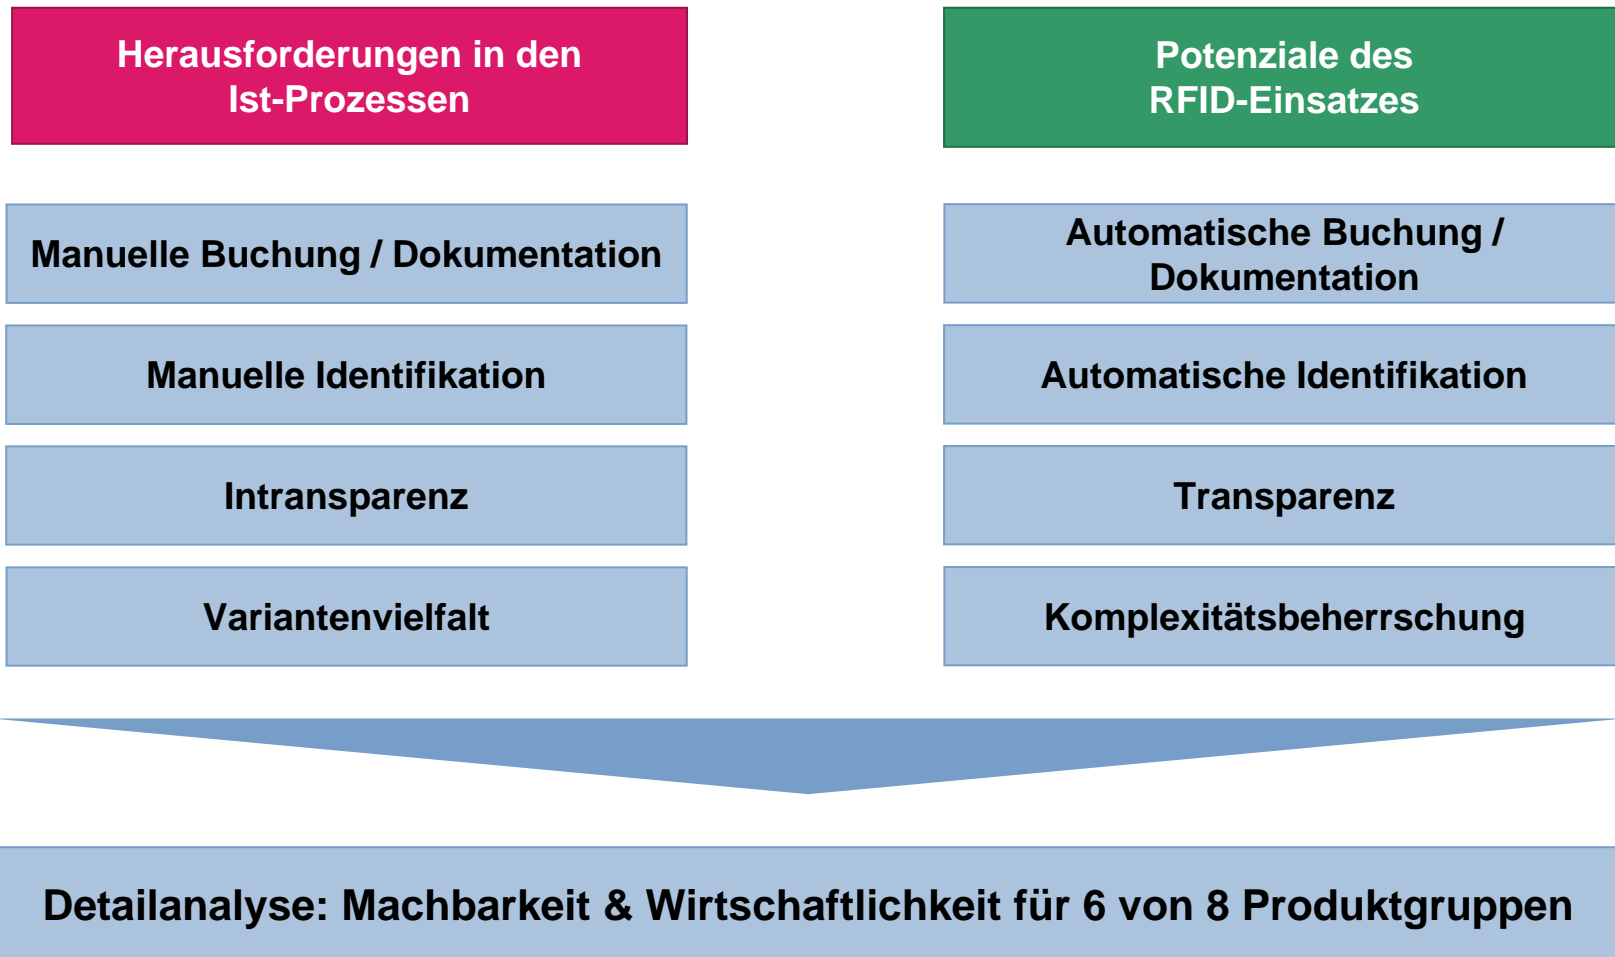 Herausforderungen in den
Ist-Prozessen
Potenziale des
RFID-Einsatzes
Manuelle Buchung / Dokumentation
Automatische Buchung /
Dokumentation
Manuelle Identifikation
Automatische Identifikation
Intransparenz
Transparenz
Variantenvielfalt
Komplexitätsbeherrschung
Detailanalyse: Machbarkeit & Wirtschaftlichkeit für 6 von 8 Produktgruppen